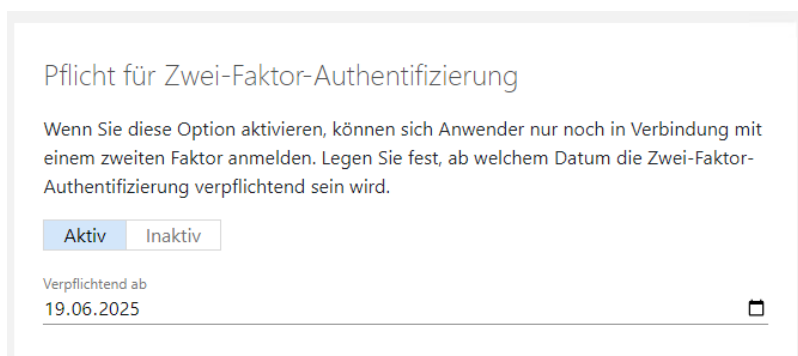 Pflicht für Zwei-Faktor-Authentifizierung
Wenn Sie diese Option aktivieren, können sich Anwender nur noch in Verbindung mit
einem zweiten Faktor anmelden. Legen Sie fest, ab welchem Datum die Zwei-Faktor-
Authentifizierung verpflichtend sein wird.
Aktiv Inaktiv
Verpflichtend ab
19.06.2025